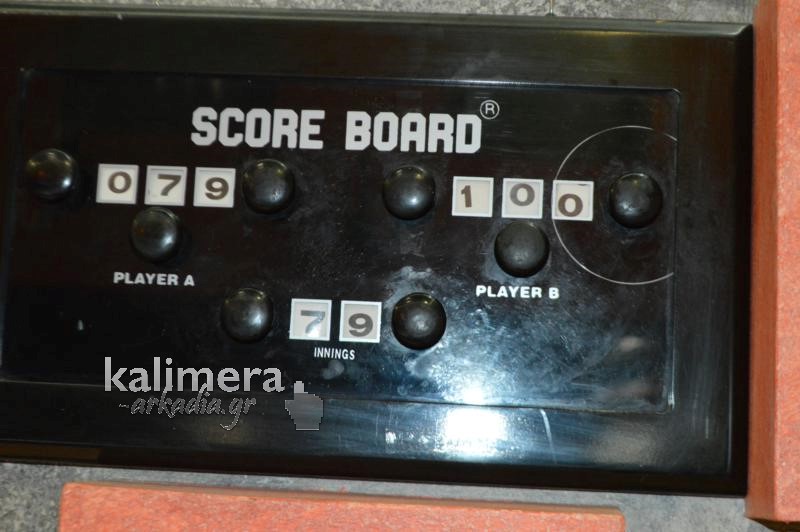 SCORE BOARD ®
079 100
PLAYER A PLAYER B
79
INNINGS
kalimera
-arkadia.gr